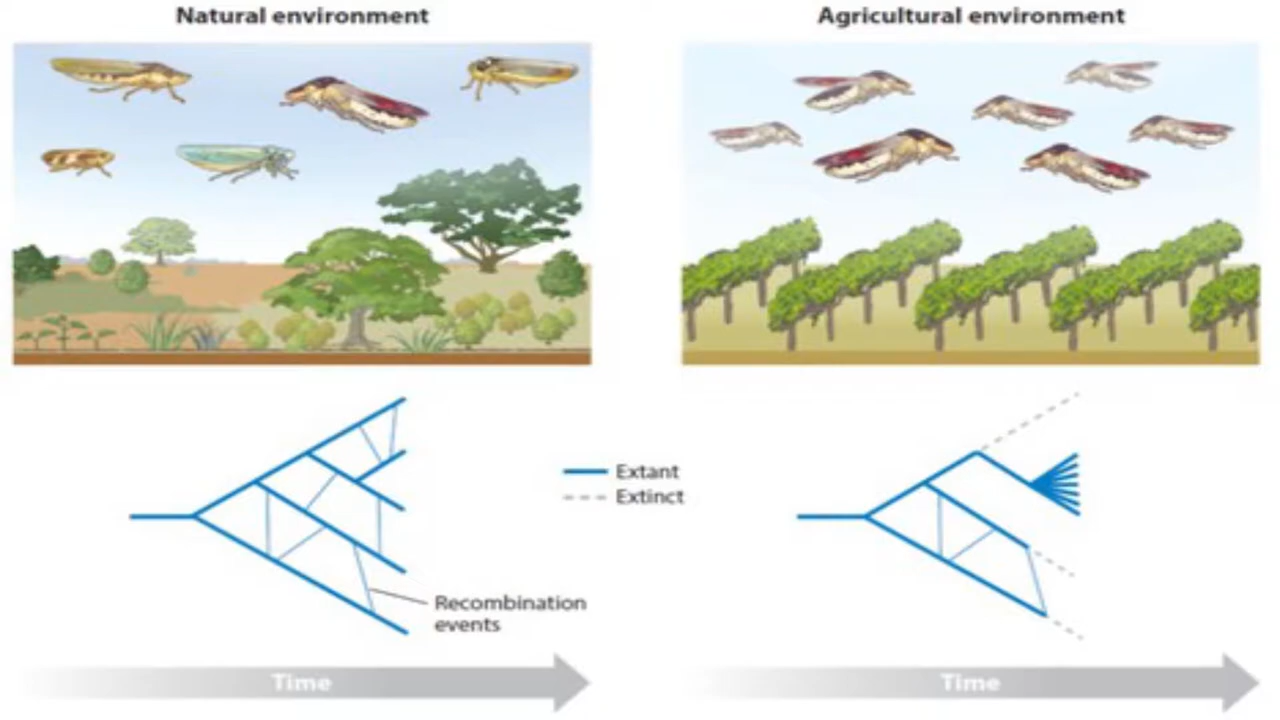 Natural environment
Agricultural environment
Extant
Extinct
Recombination
events
Time
Time